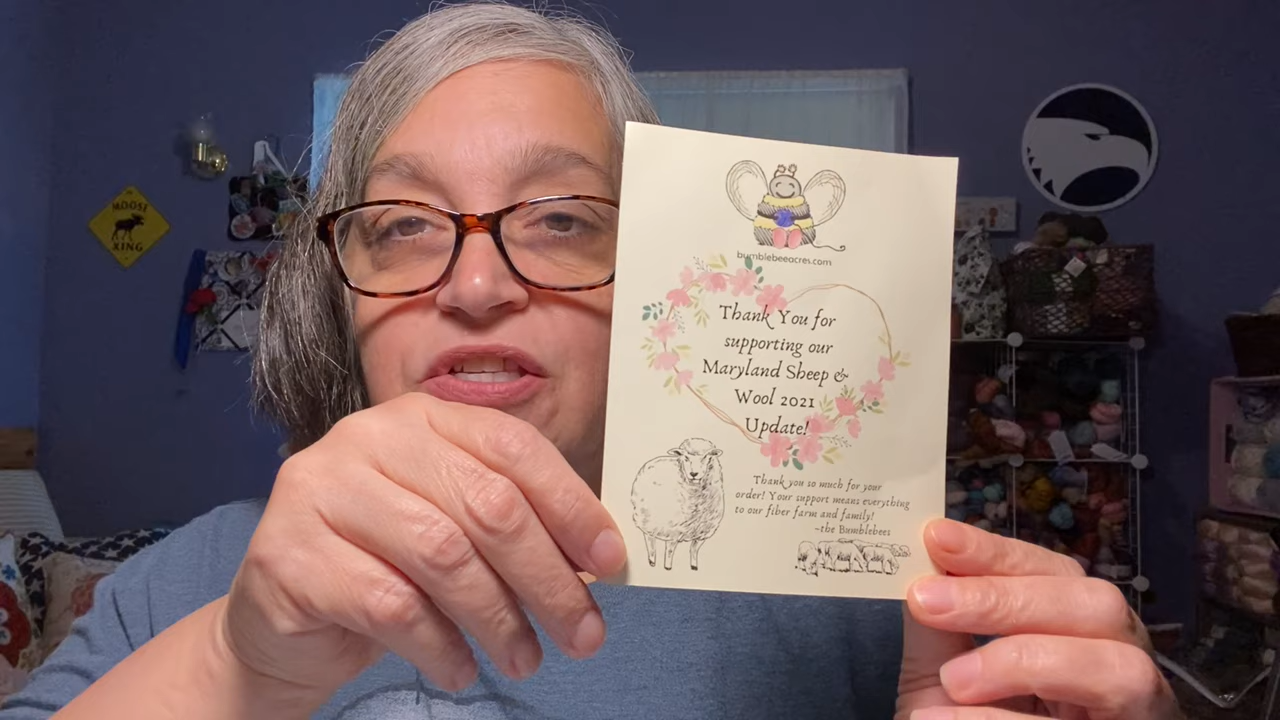 MOOSE
XING
bumblebeeacres.com
Thank You for
supporting our
Maryland Sheep &
Wool 2021
Update!
Thank you so much for your
order! Your support means everything
to our fiber farm and family!
~the Bumblebees